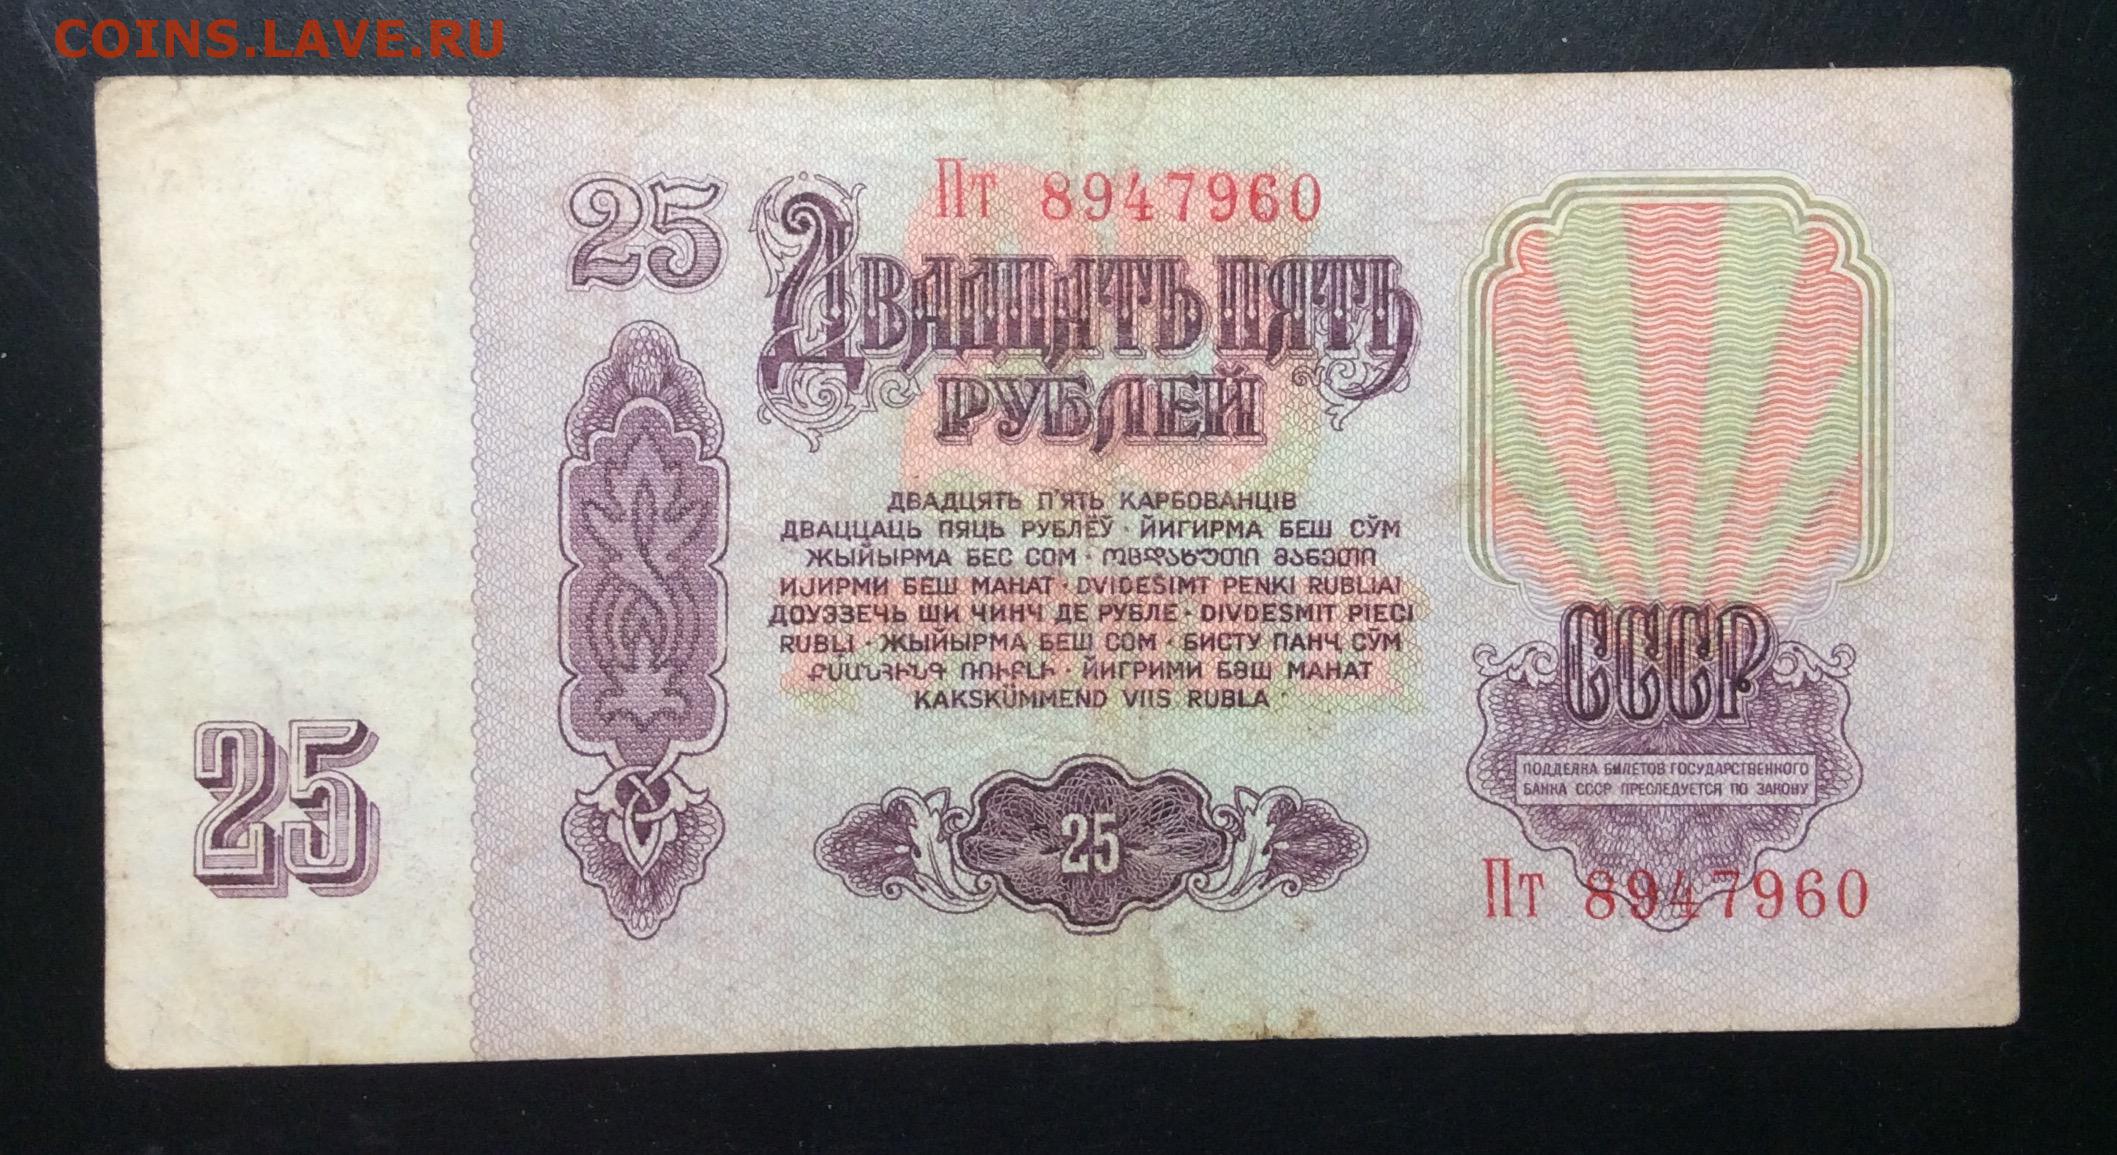 COINS.LAVE.RU
Пт 8947960
25
Двадцать пять
рублей
ДВАДЦЯТЬ П'ЯТЬ КАРБОВАНЦІВ
ДВАЦЦАЦЬ ПЯЦЬ РУБЛЁЎ · ЙИГИРМА БЕШ СЎМ
ЖЫЙЫРМА БЕС СОМ · ოცდახუთი მანეთი
ИЈИРМИ БЕШ МАНАТ · DVIDEŠIMT PENKI RUBLIAI
ДОУЭЗЕЧЬ ШИ ЧИНЧ ДЕ РУБЛЕ · DIVDESMIT PIECI
RUBĻI · ЖЫЙЫРМА БЕШ СОМ · БИСТУ ПАНҶ СӮМ
ՔՍԱՆՀԻՆԳ ՌՈՒԲԼԻ · ЙИГРИМИ БӘШ МАНАТ
KAKSKÜMMEND VIIS RUBLA
25
25
СССР
ПОДДЕЛКА БИЛЕТОВ ГОСУДАРСТВЕННОГО
БАНКА СССР ПРЕСЛЕДУЕТСЯ ПО ЗАКОНУ
Пт 8947960